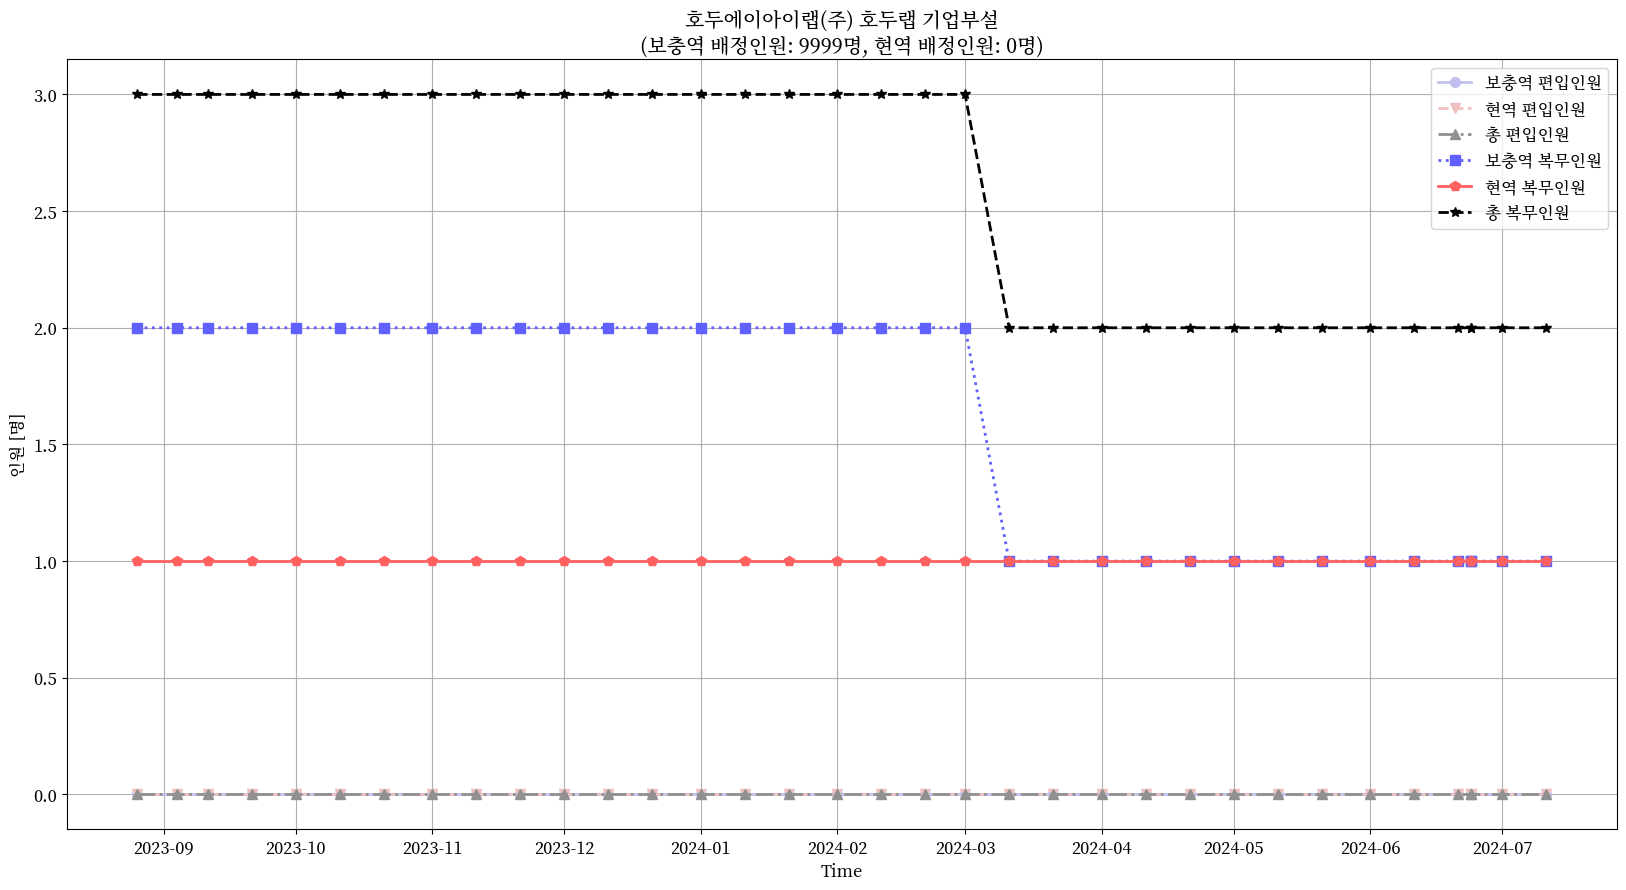 호두에이아이랩(주) 호두랩 기업부설
(보충역 배정인원: 9999명, 현역 배정인원: 0명)
보충역 편입인원
현역 편입인원
총 편입인원
보충역 복무인원
현역 복무인원
총 복무인원
인원 [명]
3.0
2.5
2.0
1.5
1.0
0.5
0.0
2023-09 2023-10 2023-11 2023-12 2024-01 2024-02 2024-03 2024-04 2024-05 2024-06 2024-07
Time